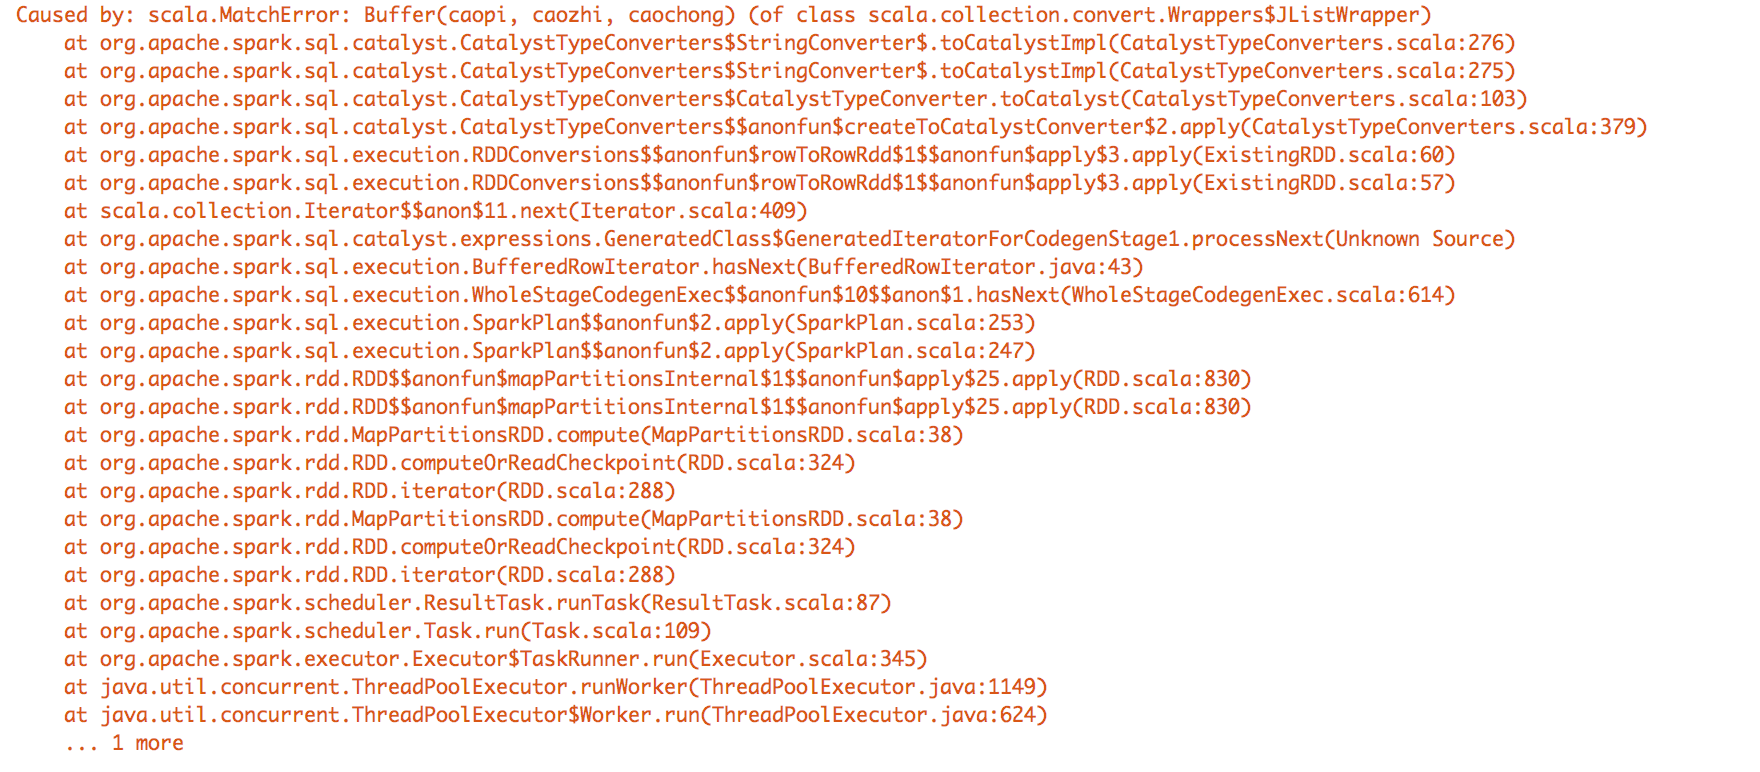 Caused by: scala.MatchError: Buffer(caopi, caozhi, caochong) (of class scala.collection.convert.Wrappers$JListWrapper)
at org.apache.spark.sql.catalyst.CatalystTypeConverters$StringConverter$.toCatalystImpl(CatalystTypeConverters.scala:276)
at org.apache.spark.sql.catalyst.CatalystTypeConverters$StringConverter$.toCatalystImpl(CatalystTypeConverters.scala:275)
at org.apache.spark.sql.catalyst.CatalystTypeConverters$CatalystTypeConverter.toCatalyst(CatalystTypeConverters.scala:103)
at org.apache.spark.sql.catalyst.CatalystTypeConverters$$anonfun$createToCatalystConverter$2.apply(CatalystTypeConverters.scala:379)
at org.apache.spark.sql.execution.RDDConversions$$anonfun$rowToRowRdd$1$$anonfun$apply$3.apply(ExistingRDD.scala:60)
at org.apache.spark.sql.execution.RDDConversions$$anonfun$rowToRowRdd$1$$anonfun$apply$3.apply(ExistingRDD.scala:57)
at scala.collection.Iterator$$anon$11.next(Iterator.scala:409)
at org.apache.spark.sql.catalyst.expressions.GeneratedClass$GeneratedIteratorForCodegenStage1.processNext(Unknown Source)
at org.apache.spark.sql.execution.BufferedRowIterator.hasNext(BufferedRowIterator.java:43)
at org.apache.spark.sql.execution.WholeStageCodegenExec$$anonfun$10$$anon$1.hasNext(WholeStageCodegenExec.scala:614)
at org.apache.spark.sql.execution.SparkPlan$$anonfun$2.apply(SparkPlan.scala:253)
at org.apache.spark.sql.execution.SparkPlan$$anonfun$2.apply(SparkPlan.scala:247)
at org.apache.spark.rdd.RDD$$anonfun$mapPartitionsInternal$1$$anonfun$apply$25.apply(RDD.scala:830)
at org.apache.spark.rdd.RDD$$anonfun$mapPartitionsInternal$1$$anonfun$apply$25.apply(RDD.scala:830)
at org.apache.spark.rdd.MapPartitionsRDD.compute(MapPartitionsRDD.scala:38)
at org.apache.spark.rdd.RDD.computeOrReadCheckpoint(RDD.scala:324)
at org.apache.spark.rdd.RDD.iterator(RDD.scala:288)
at org.apache.spark.rdd.MapPartitionsRDD.compute(MapPartitionsRDD.scala:38)
at org.apache.spark.rdd.RDD.computeOrReadCheckpoint(RDD.scala:324)
at org.apache.spark.rdd.RDD.iterator(RDD.scala:288)
at org.apache.spark.scheduler.ResultTask.runTask(ResultTask.scala:87)
at org.apache.spark.scheduler.Task.run(Task.scala:109)
at org.apache.spark.executor.Executor$TaskRunner.run(Executor.scala:345)
at java.util.concurrent.ThreadPoolExecutor.runWorker(ThreadPoolExecutor.java:1149)
at java.util.concurrent.ThreadPoolExecutor$Worker.run(ThreadPoolExecutor.java:624)
... 1 more